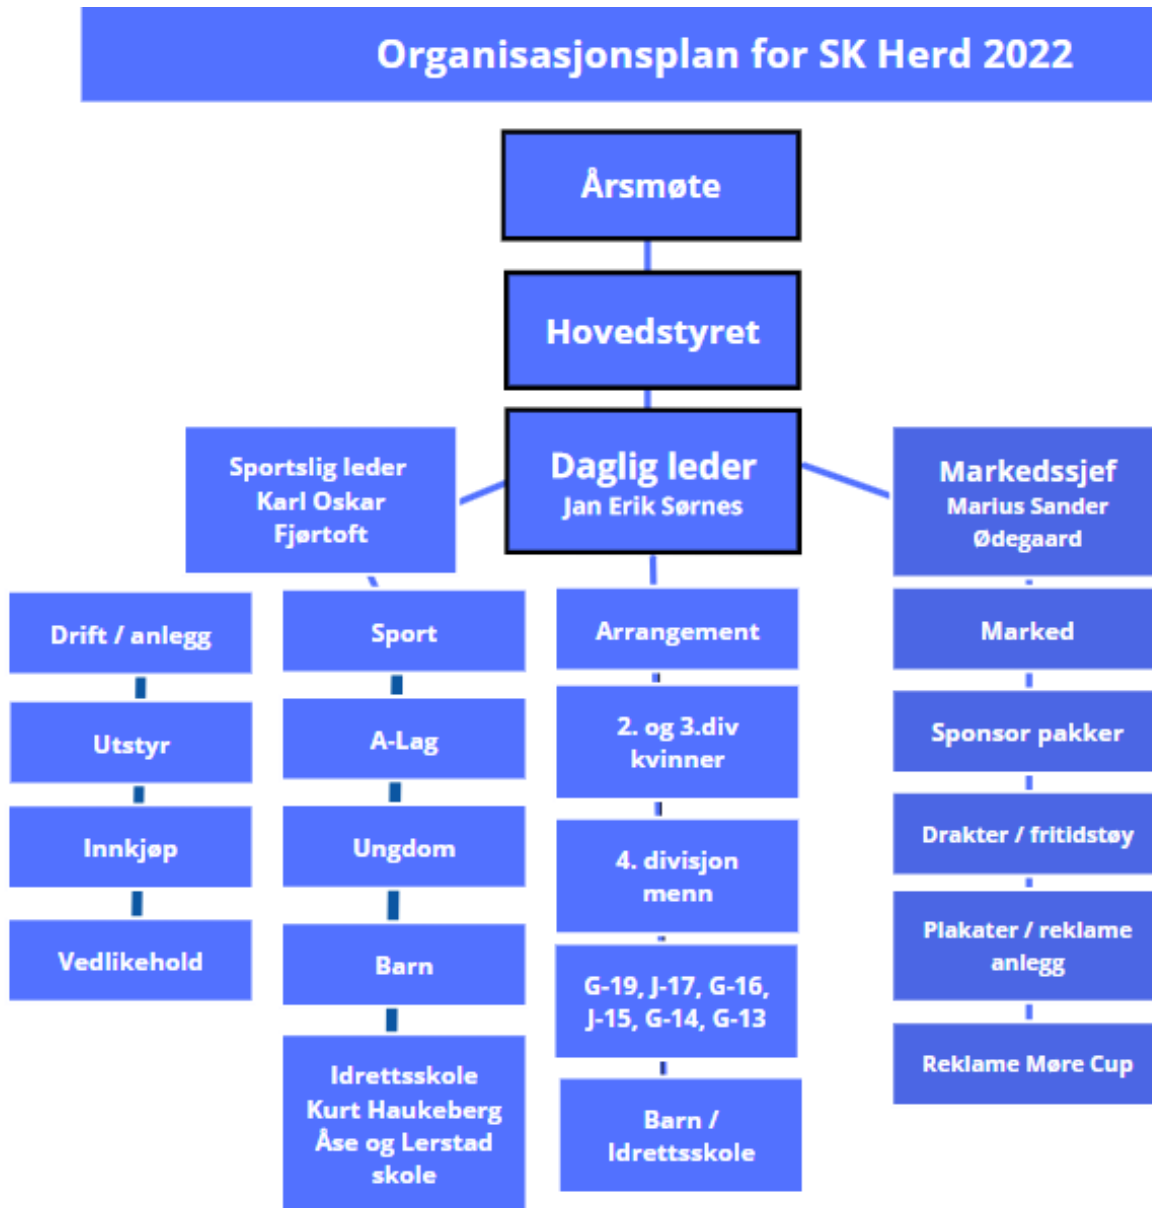 Organisasjonsplan for SK Herd 2022
Årsmøte
Hovedstyret
Daglig leder
Jan Erik Sørnes
Sportslig leder
Karl Oskar
Fjørtoft
Markedssjef
Marius Sander
Ødegaard
Drift / anlegg
Utstyr
Innkjøp
Vedlikehold
Sport
A-Lag
Ungdom
Barn
Idrettsskole
Kurt Haukeberg
Åse og Lerstad
skole
Arrangement
2. og 3.div
kvinner
4. divisjon
menn
G-19, J-17, G-16,
J-15, G-14, G-13
Barn /
Idrettsskole
Marked
Sponsor pakker
Drakter / fritidstøy
Plakater / reklame
anlegg
Reklame Møre Cup